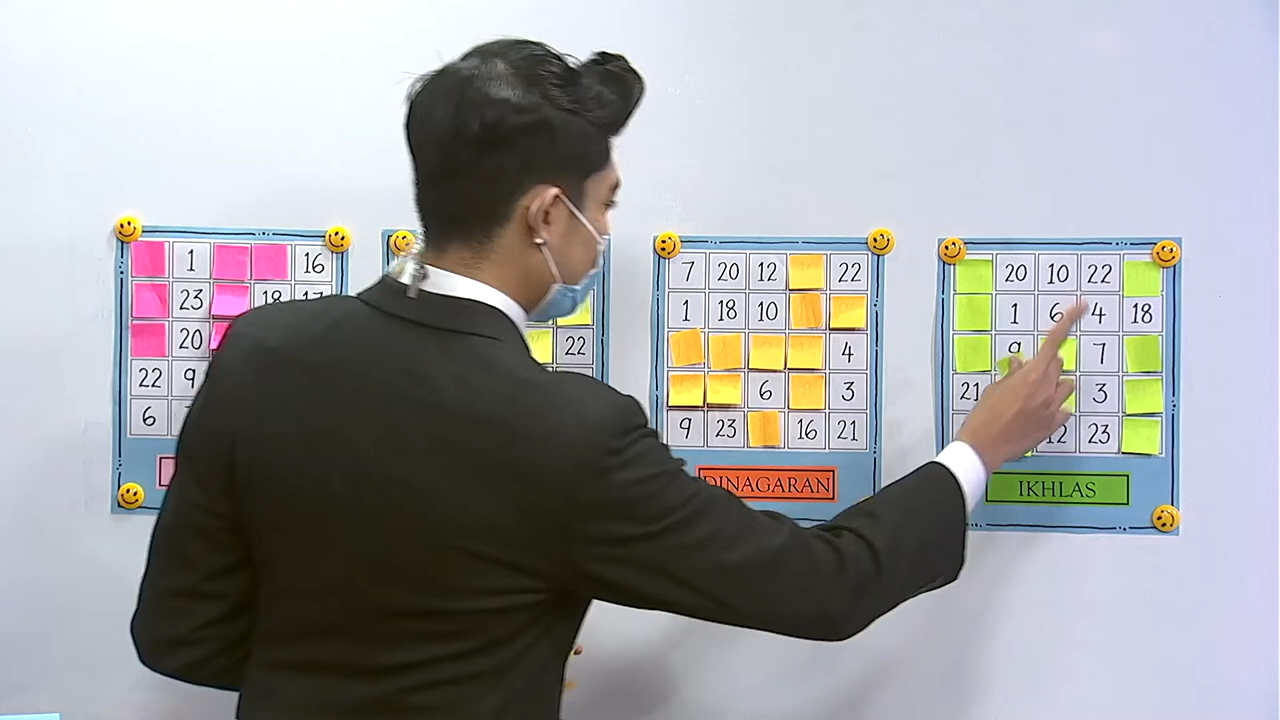 1 16
23 18 17
20
22 9
6
22
7 20 12 22
1 18 10
4
6 3
9 23 16 21
DINAGARAN
20 10 22
1 6 4 18
9 7
21 3
12 23
IKHLAS